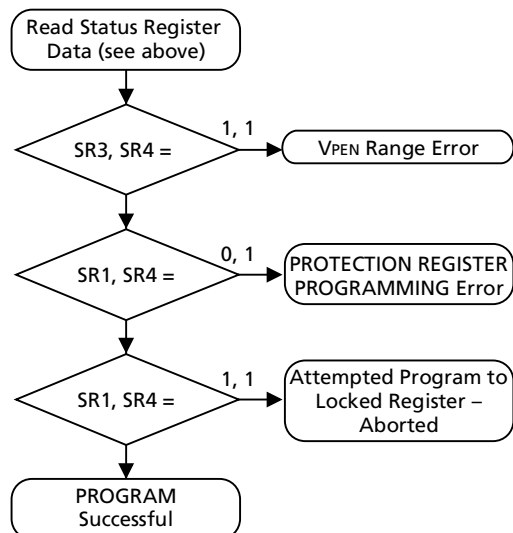 Read Status Register
Data (see above)
1, 1
SR3, SR4 =
VPEN Range Error
0, 1
SR1, SR4 =
PROTECTION REGISTER
PROGRAMMING Error
1, 1
SR1, SR4 =
Attempted Program to
Locked Register –
Aborted
PROGRAM
Successful